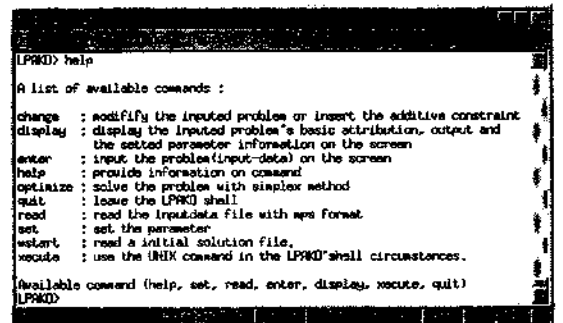 LPAKO> help
A list of available commands :
change : modifify the inputed problem or insert the additive constraint
display : display the inputed problem's basic attribution, output and
the setted parameter information on the screen
enter : input the problem(input-data) on the screen
help : provide information on command
optimize : solve the problem with simplex method
quit : leave the LPAKO shell
read : read the inputdata file with mps format
set : set the parameter
wstart : read a initial solution file.
xecute : use the UNIX command in the LPAKO shell circumstances.
Available command (help, set, read, enter, display, xecute, quit)
LPAKO>